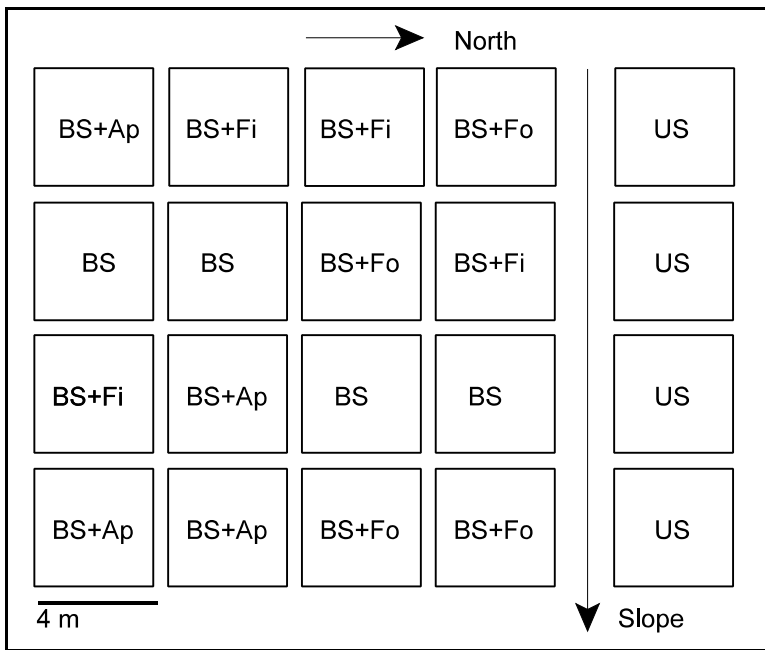 North
BS+Ap BS+Fi BS+Fi BS+Fo US
BS BS BS+Fo BS+Fi US
BS+Fi BS+Ap BS BS US
BS+Ap BS+Ap BS+Fo BS+Fo US
4 m Slope